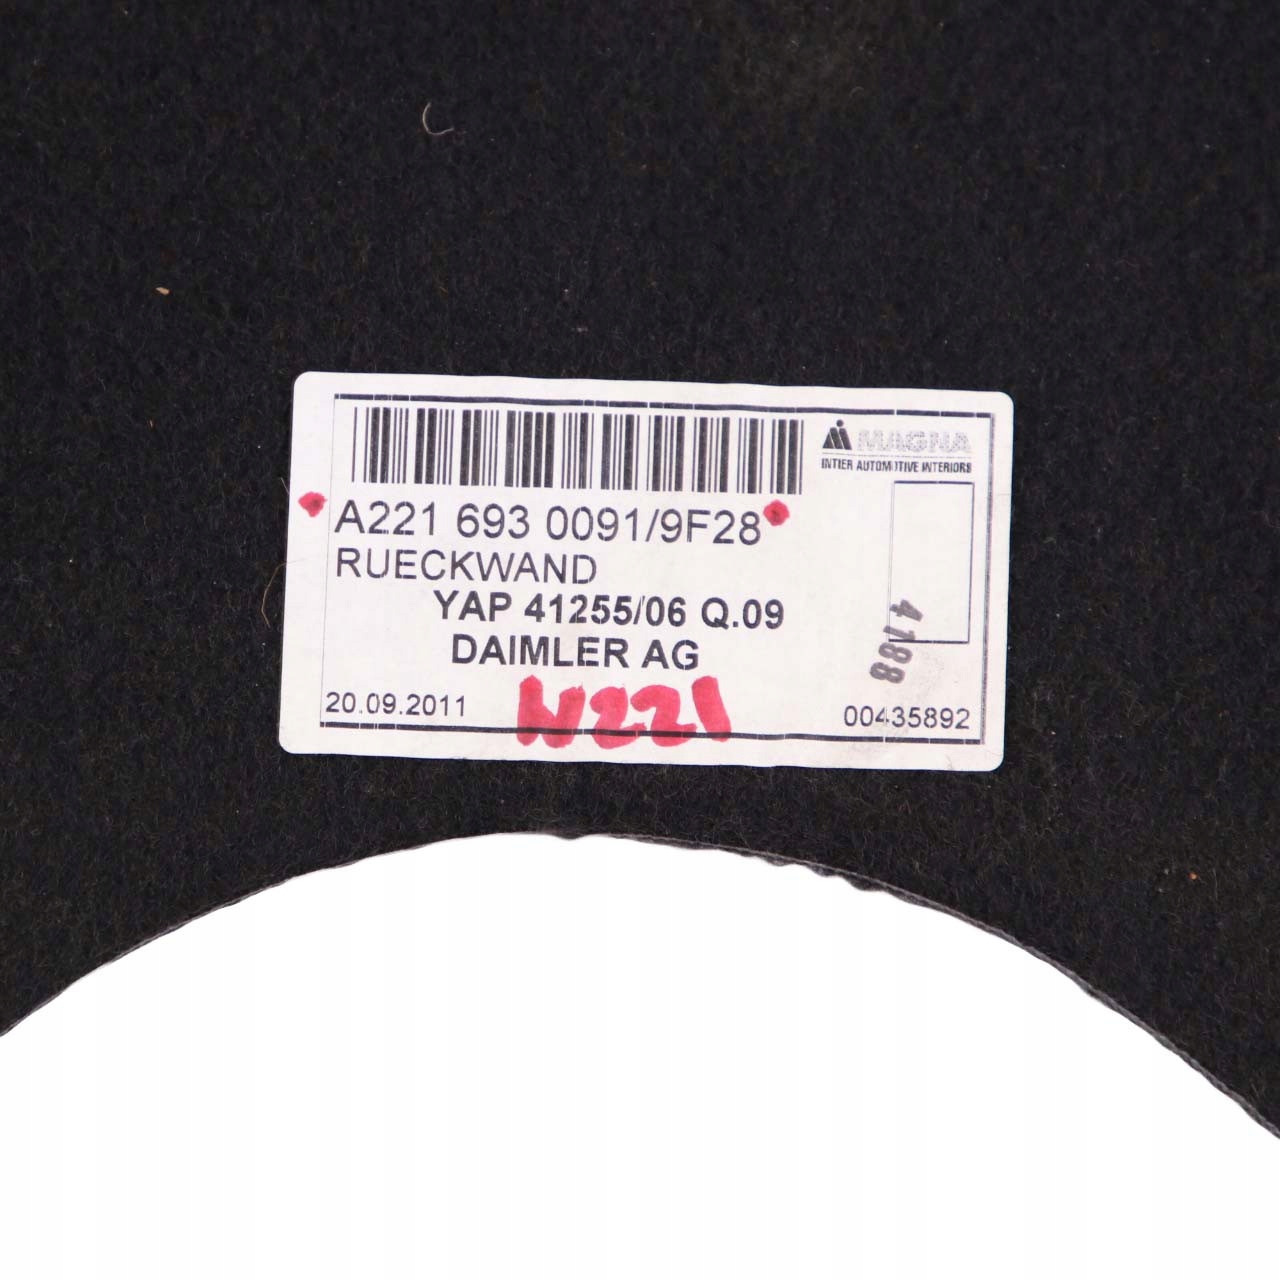 MAGNA
INTIER AUTOMOTIVE INTERIORS
A221 693 0091/9F28
RUECKWAND
YAP 41255/06 Q.09
DAIMLER AG
4188
20.09.2011
W221
00435892